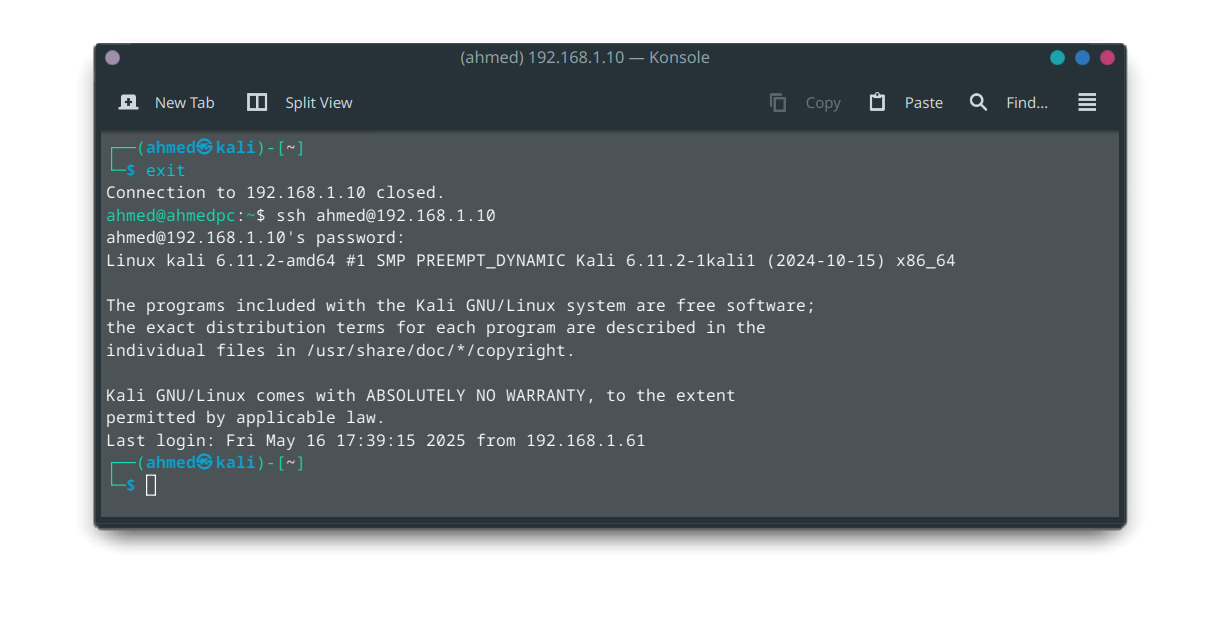 (ahmed) 192.168.1.10 — Konsole
New Tab Split View Copy Paste Find...
┌──(ahmed㉿kali)-[~]
└─$ exit
Connection to 192.168.1.10 closed.
ahmed@ahmedpc:~$ ssh ahmed@192.168.1.10
ahmed@192.168.1.10's password:
Linux kali 6.11.2-amd64 #1 SMP PREEMPT_DYNAMIC Kali 6.11.2-1kali1 (2024-10-15) x86_64
The programs included with the Kali GNU/Linux system are free software;
the exact distribution terms for each program are described in the
individual files in /usr/share/doc/*/copyright.
Kali GNU/Linux comes with ABSOLUTELY NO WARRANTY, to the extent
permitted by applicable law.
Last login: Fri May 16 17:39:15 2025 from 192.168.1.61
┌──(ahmed㉿kali)-[~]
└─$